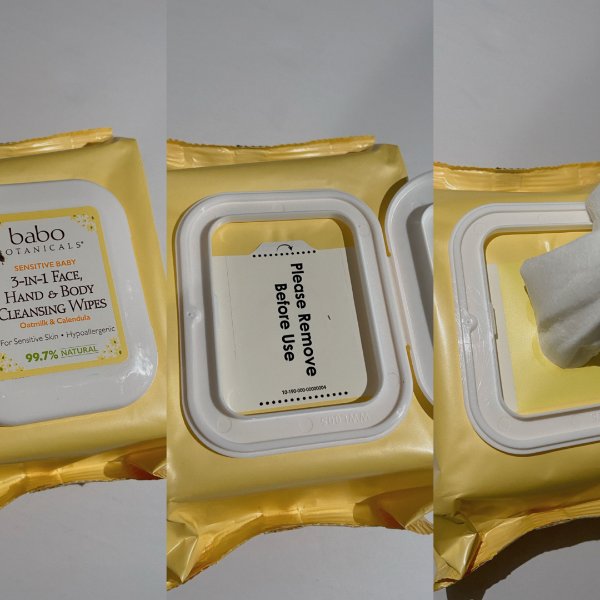 babo
BOTANICALS®
SENSITIVE BABY
3-IN-1 FACE,
HAND & BODY
CLEANSING WIPES
Oatmilk & Calendula
For Sensitive Skin • Hypoallergenic
99.7% NATURAL
Please Remove
Before Use